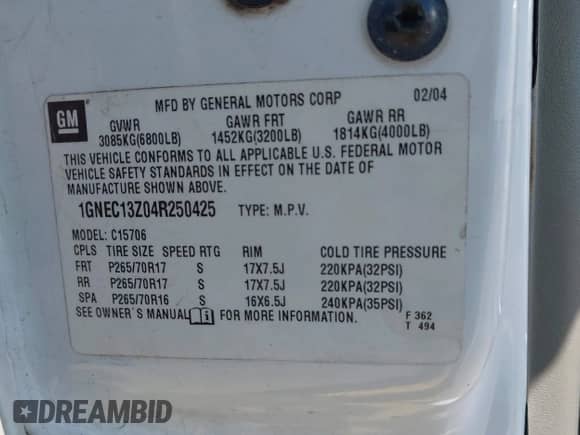 GM
MFD BY GENERAL MOTORS CORP 02/04
GVWR GAWR FRT GAWR RR
3085KG(6800LB) 1452KG(3200LB) 1814KG(4000LB)
THIS VEHICLE CONFORMS TO ALL APPLICABLE U.S. FEDERAL MOTOR
VEHICLE SAFETY STANDARDS IN EFFECT ON THE DATE OF
MANUFACTURE SHOWN ABOVE.
1GNEC13Z04R250425 TYPE: M.P.V.
MODEL: C15706
CPLS TIRE SIZE SPEED RTG RIM COLD TIRE PRESSURE
FRT P265/70R17 S 17X7.5J 220KPA(32PSI)
RR P265/70R17 S 17X7.5J 220KPA(32PSI)
SPA P265/70R16 S 16X6.5J 240KPA(35PSI)
SEE OWNER'S MANUAL FOR MORE INFORMATION.
F 362
T 494
DREAMBID